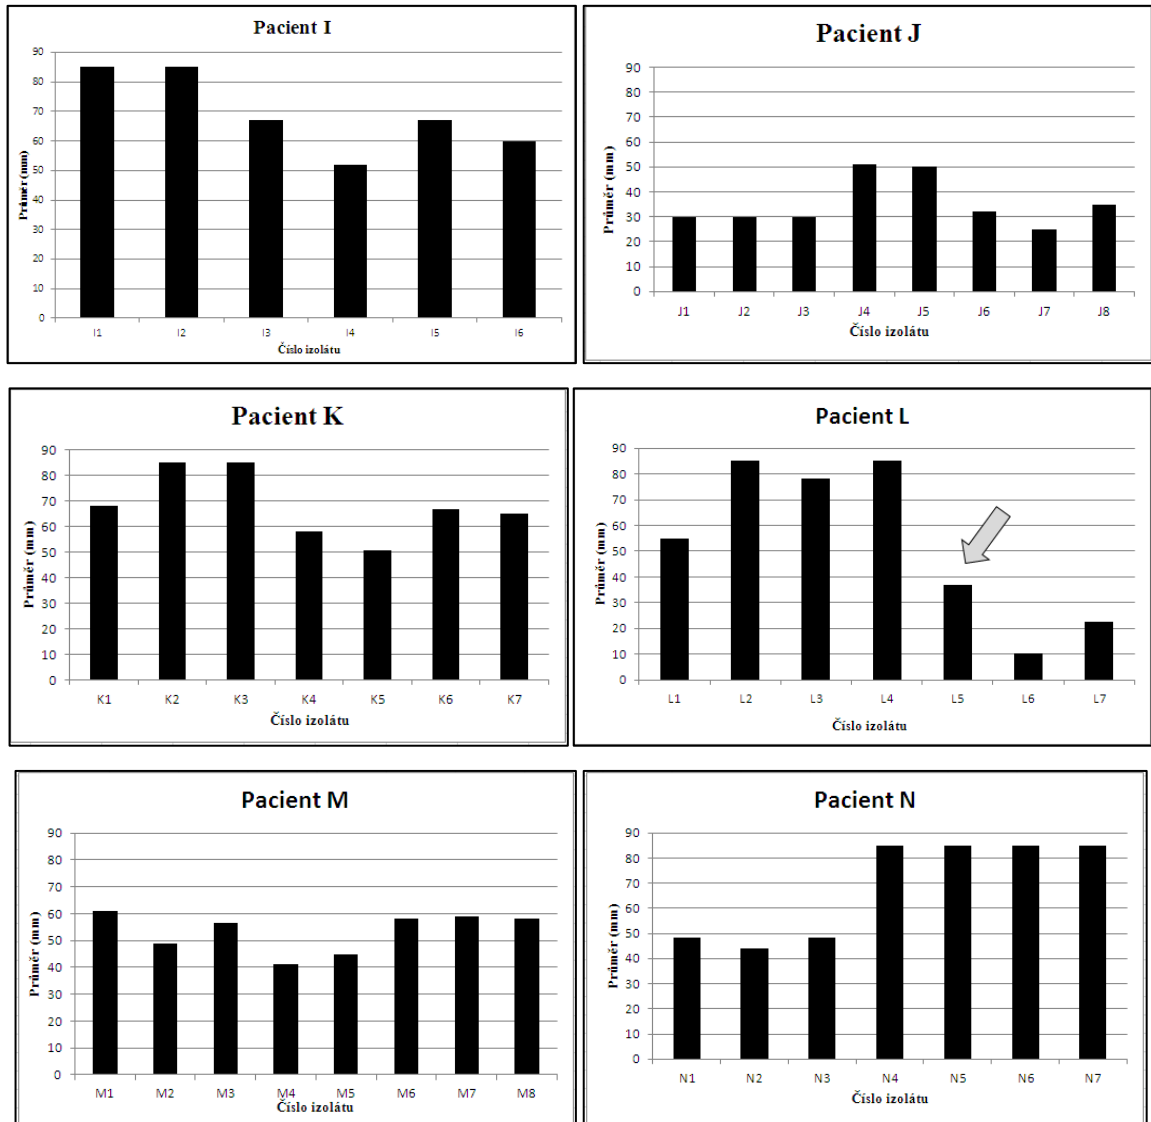 Pacient I
90
80
70
60
50
40
30
20
10
0
Průměr (mm)
I1 I2 I3 I4 I5 I6
Číslo izolátu
Pacient J
90
80
70
60
50
40
30
20
10
0
Průměr (mm)
J1 J2 J3 J4 J5 J6 J7 J8
Číslo izolátu
Pacient K
90
80
70
60
50
40
30
20
10
0
Průměr (mm)
K1 K2 K3 K4 K5 K6 K7
Číslo izolátu
Pacient L
90
80
70
60
50
40
30
20
10
0
Průměr (mm)
L1 L2 L3 L4 L5 L6 L7
Číslo izolátu
Pacient M
90
80
70
60
50
40
30
20
10
0
Průměr (mm)
M1 M2 M3 M4 M5 M6 M7 M8
Číslo izolátu
Pacient N
90
80
70
60
50
40
30
20
10
0
Průměr (mm)
N1 N2 N3 N4 N5 N6 N7
Číslo izolátu